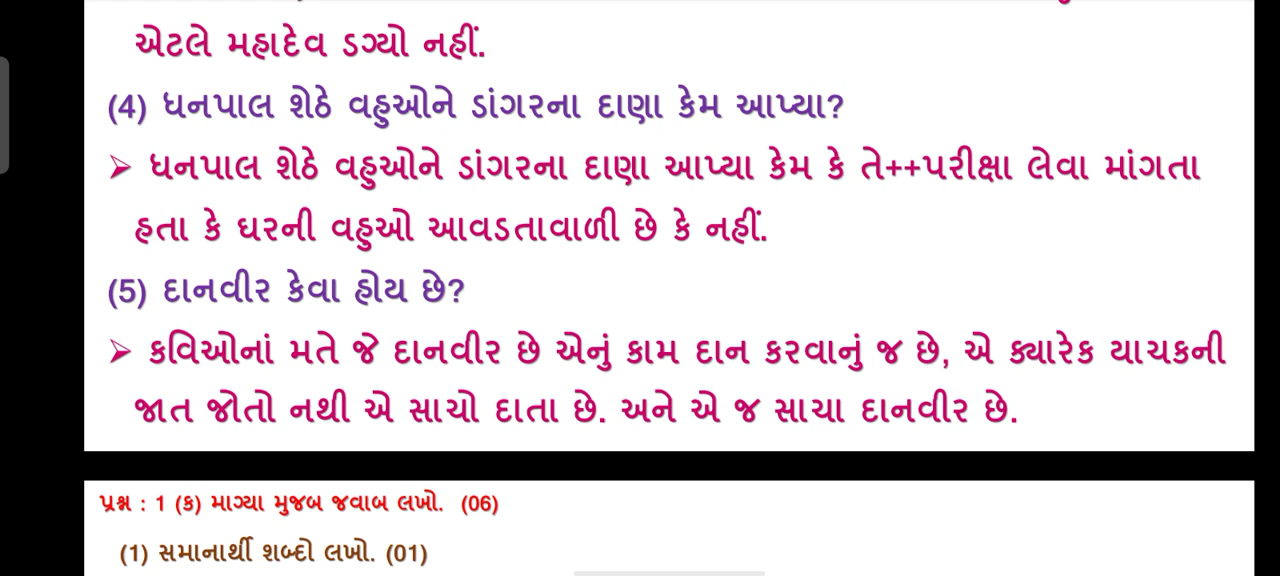 એટલે મહાદેવ ડગ્યો નહીં.
(4) ધનપાલ શેઠે વહુઓને ડાંગરના દાણા કેમ આપ્યા?
➢ ધનપાલ શેઠે વહુઓને ડાંગરના દાણા આપ્યા કેમ કે તે++પરીક્ષા લેવા માંગતા
હતા કે ઘરની વહુઓ આવડતાવાળી છે કે નહીં.
(5) દાનવીર કેવા હોય છે?
➢ કવિઓનાં મતે જે દાનવીર છે એનું કામ દાન કરવાનું જ છે, એ ક્યારેક યાચકની
જાત જોતો નથી એ સાચો દાતા છે. અને એ જ સાચા દાનવીર છે.
પ્રશ્ન : 1 (ક) માગ્યા મુજબ જવાબ લખો. (06)
(1) સમાનાર્થી શબ્દો લખો. (01)